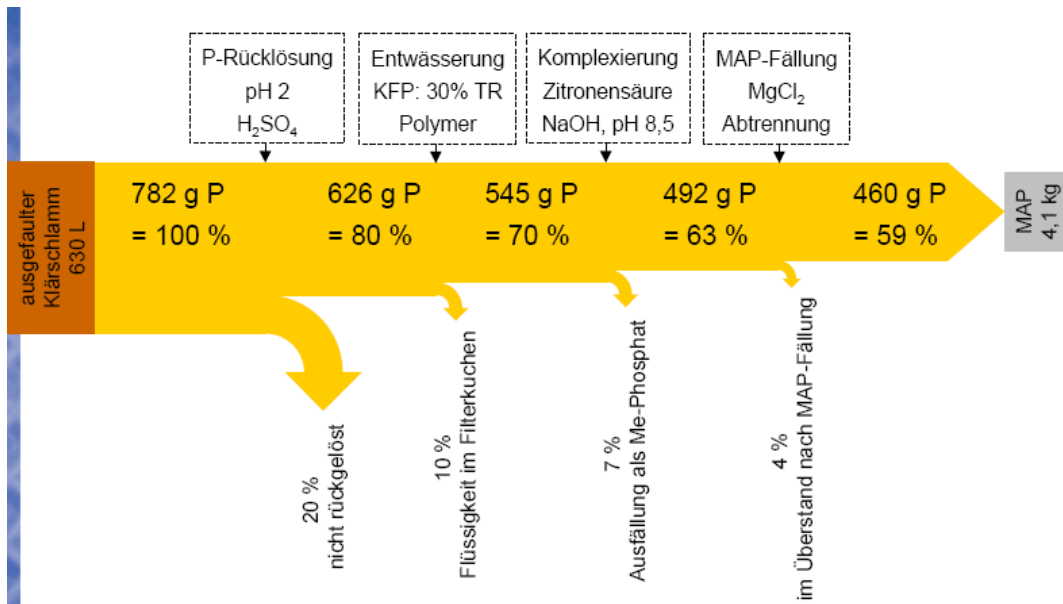 P-Rücklösung
pH 2
H₂SO₄
Entwässerung
KFP: 30% TR
Polymer
Komplexierung
Zitronensäure
NaOH, pH 8,5
MAP-Fällung
MgCl₂
Abtrennung
ausgefaulter
Klärschlamm
630 L
782 g P
= 100 %
626 g P
= 80 %
545 g P
= 70 %
492 g P
= 63 %
460 g P
= 59 %
MAP
4,1 kg
20 %
nicht rückgelöst
10 %
Flüssigkeit im Filterkuchen
7 %
Ausfällung als Me-Phosphat
4 %
im Überstand nach MAP-Fällung